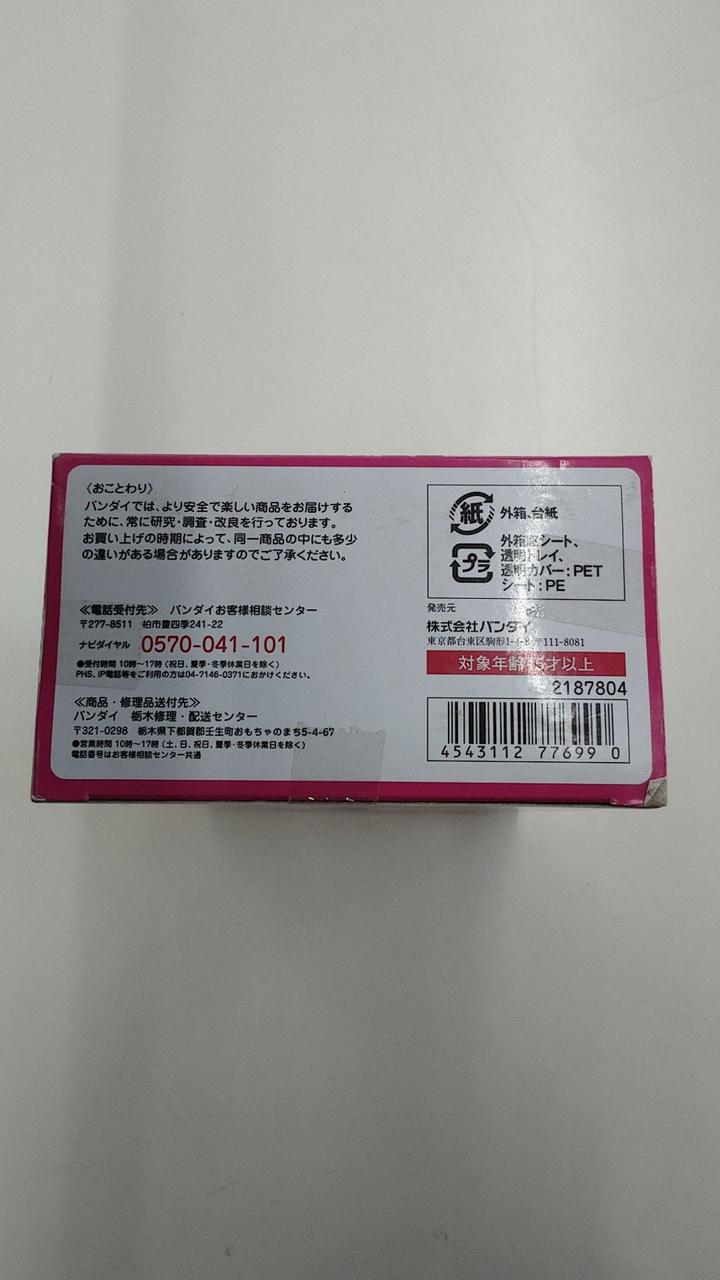 〈おことわり〉
バンダイでは、より安全で楽しい商品をお届けする
ために、常に研究・調査・改良を行っております。
お買い上げの時期によって、同一商品の中にも多少
の違いがある場合がありますのでご了承ください。
≪電話受付先≫ バンダイお客様相談センター
〒277-8511 柏市豊四季241-22
ナビダイヤル 0570-041-101
●受付時間 10時〜17時 (祝日、夏季・冬季休業日を除く)
PHS、IP電話等をご利用の方は04-7146-0371におかけください。
≪商品・修理品送付先≫
バンダイ 栃木修理・配送センター
〒321-0298 栃木県下都賀郡壬生町おもちゃのまち5-4-67
●営業時間 10時〜17時 (土、日、祝日、夏季・冬季休業日を除く)
電話番号はお客様相談センター共通
紙 外箱、台紙
プラ 外箱窓シート、
透明トレイ、
透明カバー:PET
シート:PE
発売元
株式会社バンダイ
東京都台東区駒形1-4-8 〒111-8081
対象年齢15才以上
2187804
4543112 776990